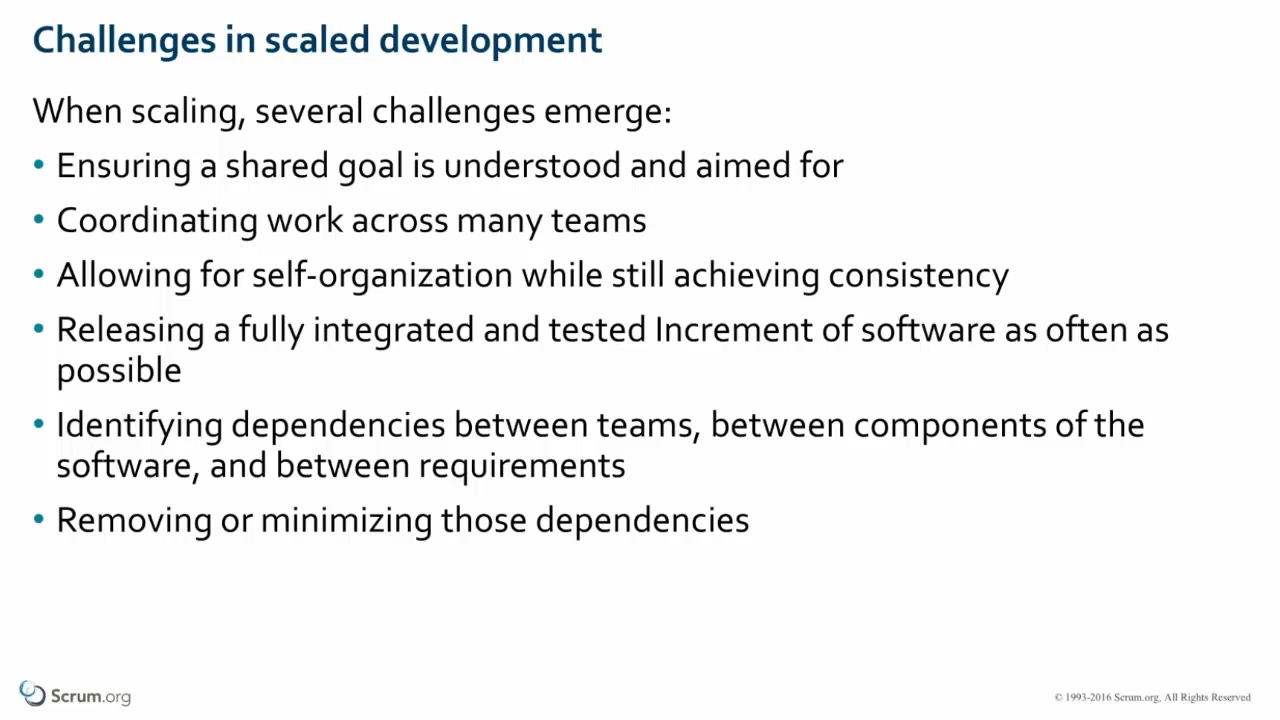 Challenges in scaled development
When scaling, several challenges emerge:
• Ensuring a shared goal is understood and aimed for
• Coordinating work across many teams
• Allowing for self-organization while still achieving consistency
• Releasing a fully integrated and tested Increment of software as often as
possible
• Identifying dependencies between teams, between components of the
software, and between requirements
• Removing or minimizing those dependencies
Scrum.org
© 1993-2016 Scrum.org, All Rights Reserved